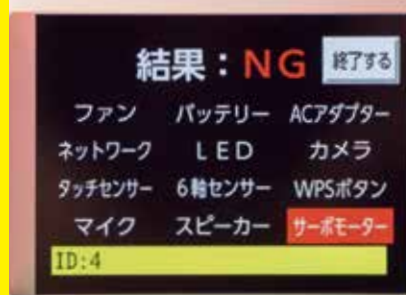 結果：NG 終了する
ファン バッテリー ACアダプター
ネットワーク LED カメラ
タッチセンサー 6軸センサー WPSボタン
マイク スピーカー サーボモーター
ID:4